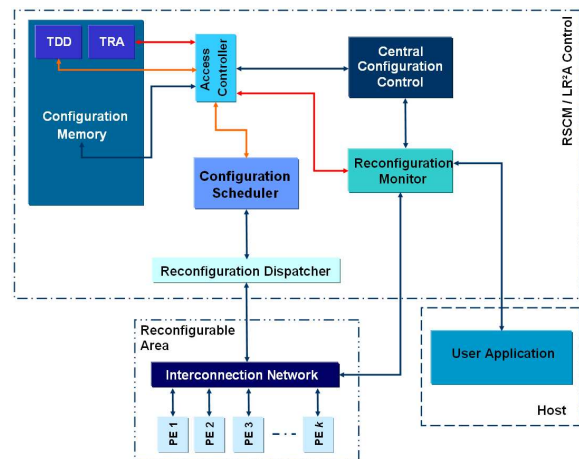 TDD
TRA
Configuration
Memory
Access
Controller
Central
Configuration
Control
RSCM / LR²A Control
Configuration
Scheduler
Reconfiguration
Monitor
Reconfiguration Dispatcher
Reconfigurable
Area
Interconnection Network
PE 1
PE 2
PE 3
PE k
User Application
Host